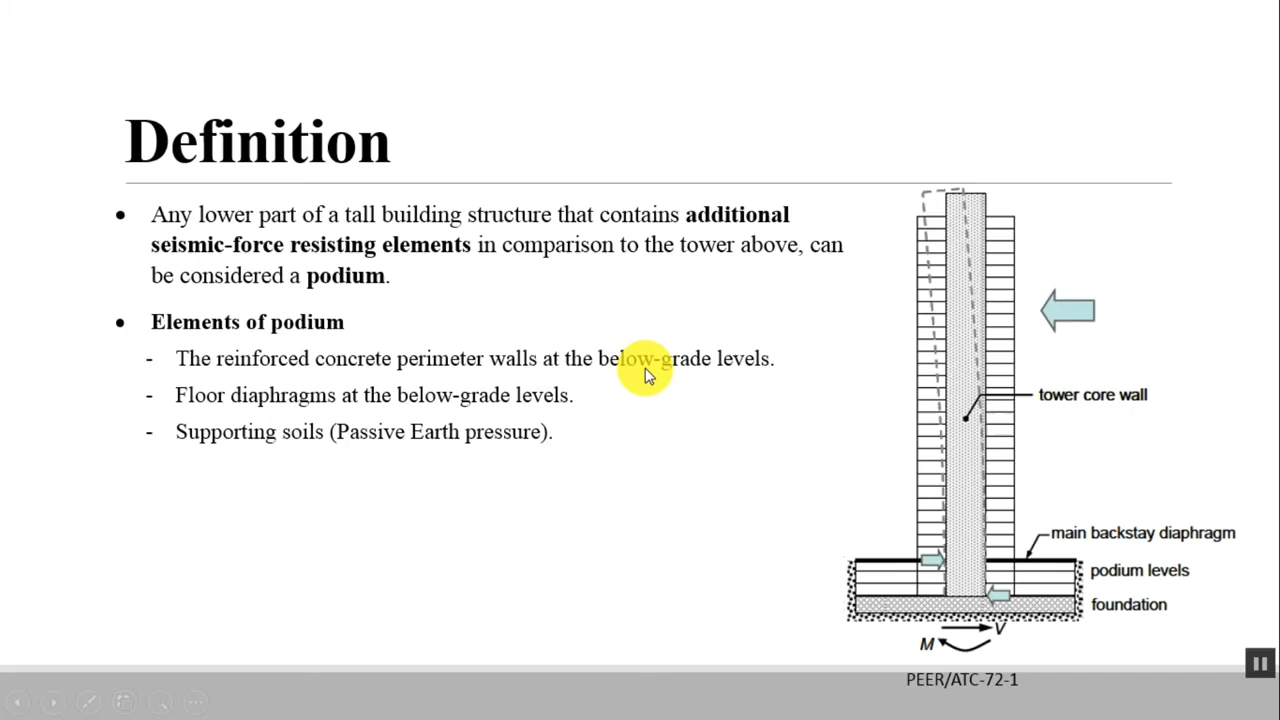 Definition
• Any lower part of a tall building structure that contains additional
seismic-force resisting elements in comparison to the tower above, can
be considered a podium.
• Elements of podium
- The reinforced concrete perimeter walls at the below-grade levels.
- Floor diaphragms at the below-grade levels.
- Supporting soils (Passive Earth pressure).
tower core wall
main backstay diaphragm
podium levels
foundation
V
M
PEER/ATC-72-1